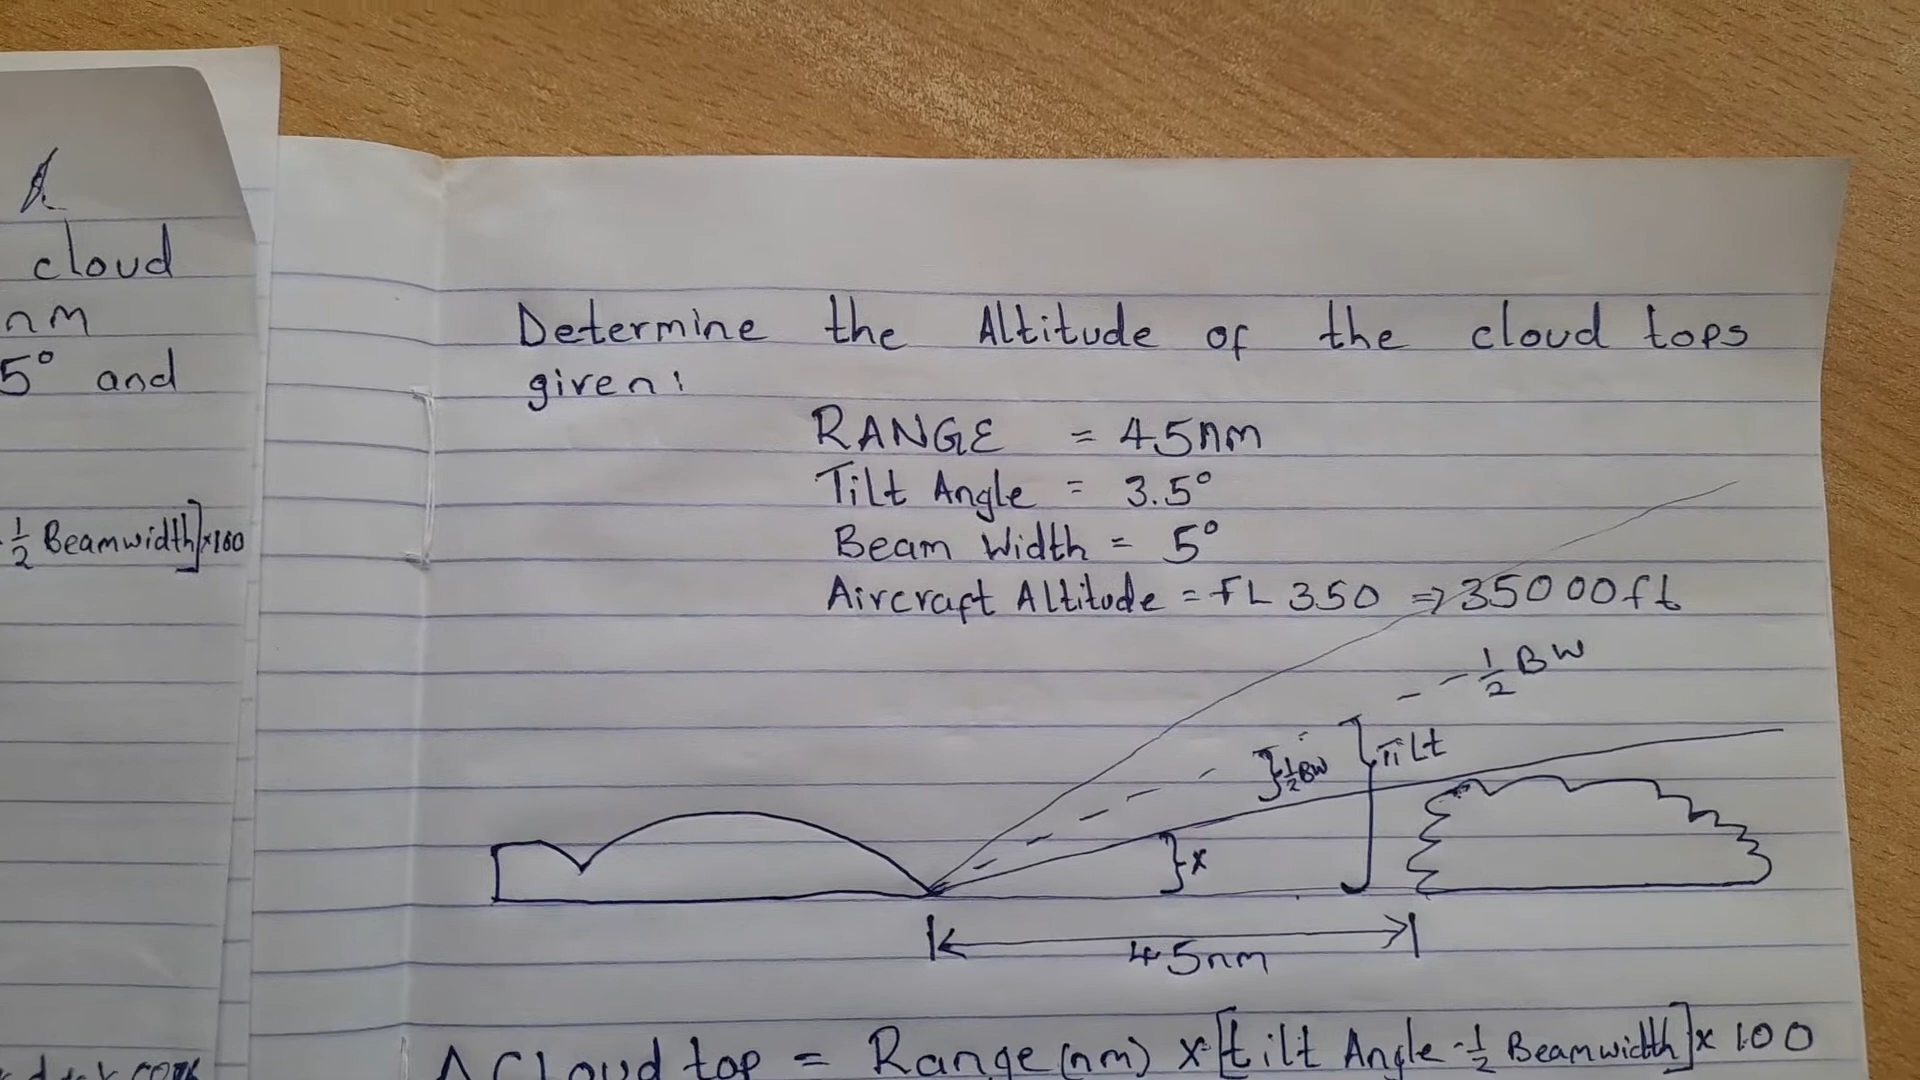 cloud
nm
5° and
½ Beamwidth]×100
Determine the Altitude of the cloud tops
given:
RANGE = 45nm
Tilt Angle = 3.5°
Beam Width = 5°
Aircraft Altitude = FL 350 => 35000ft
½ BW
½BW
Tilt
x
45nm
Δ Cloud top = Range (nm) × [tilt Angle - ½ Beamwidth] × 100